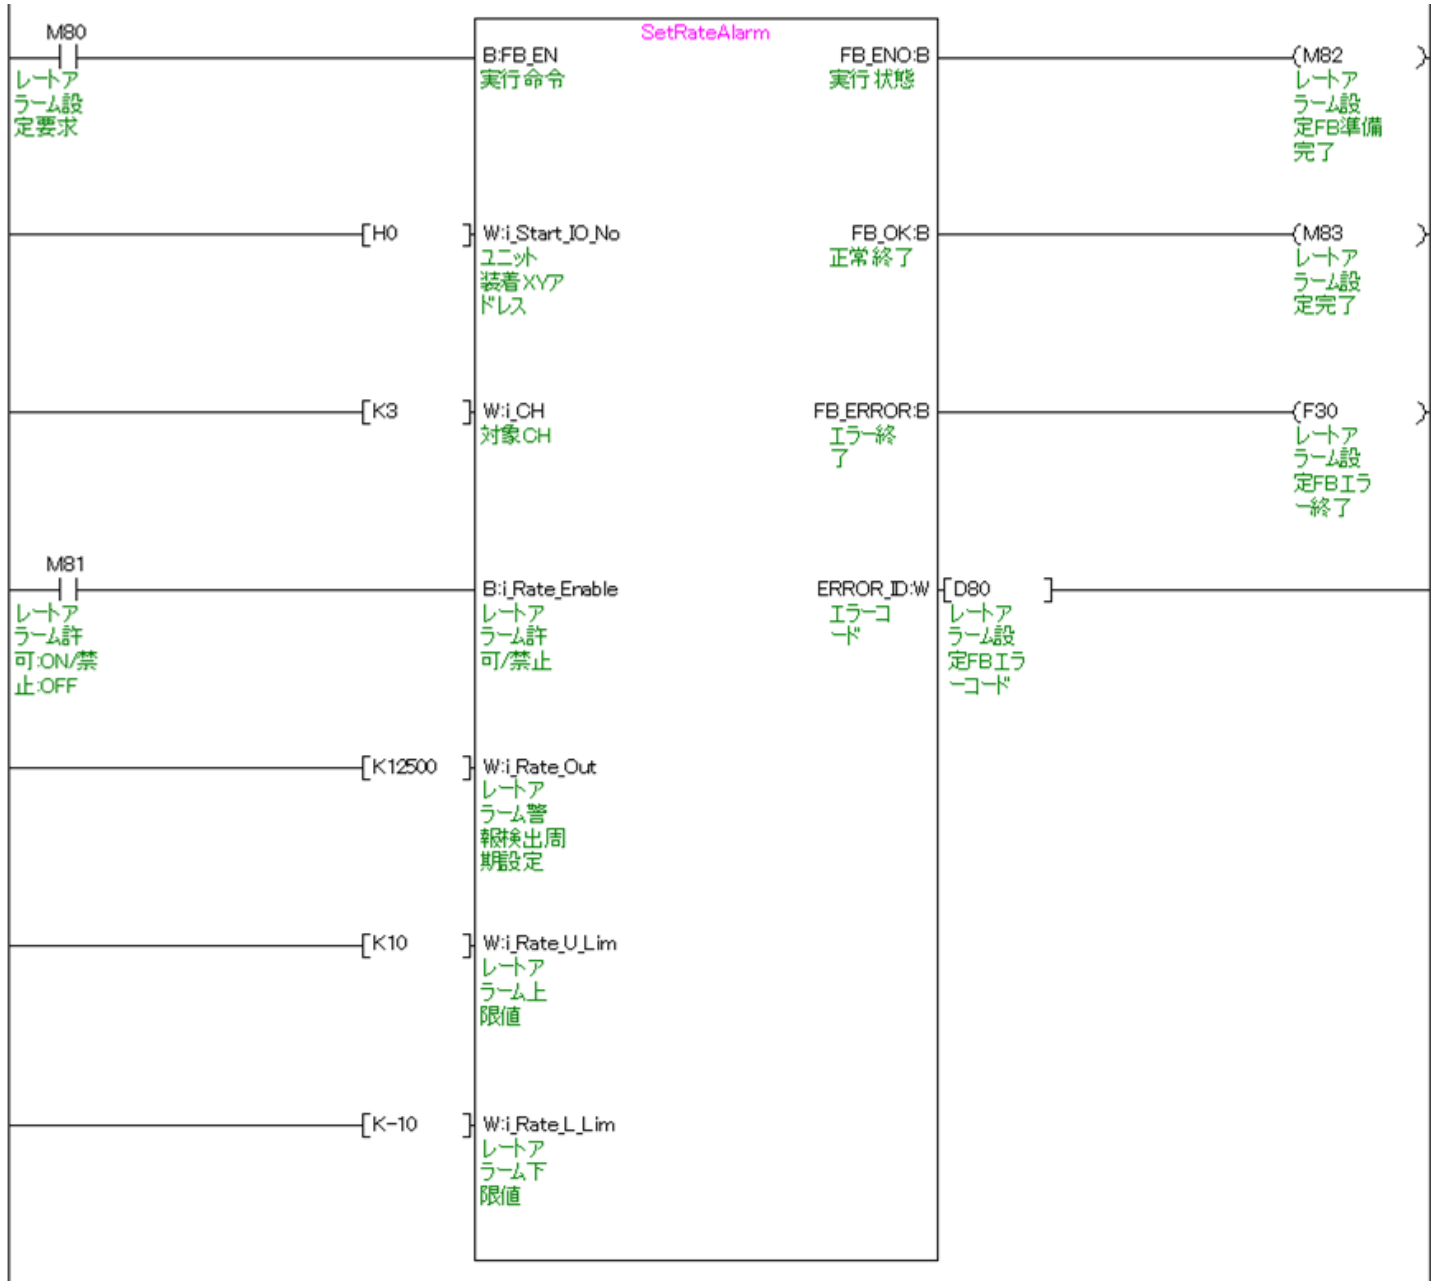 M80
SetRateAlarm
B:FB_EN
FB_ENO:B
(M82 )
レートア
ラーム設
定要求
実行命令
実行状態
レートア
ラーム設
定FB準備
完了
[H0 ]
W:i_Start_IO_No
FB_OK:B
(M83 )
ユニット
装着XYア
ドレス
正常終了
レートア
ラーム設
定完了
[K3 ]
W:i_CH
FB_ERROR:B
(F30 )
対象CH
エラー終
了
レートア
ラーム設
定FBエラ
ー終了
M81
B:i_Rate_Enable
ERROR_ID:W
[D80 ]
レートア
ラーム許
可:ON/禁
止:OFF
レートア
ラーム許
可/禁止
エラーコ
ード
レートア
ラーム設
定FBエラ
ーコード
[K12500 ]
W:i_Rate_Out
レートア
ラーム警
報検出周
期設定
[K10 ]
W:i_Rate_U_Lim
レートア
ラーム上
限値
[K-10 ]
W:i_Rate_L_Lim
レートア
ラーム下
限値